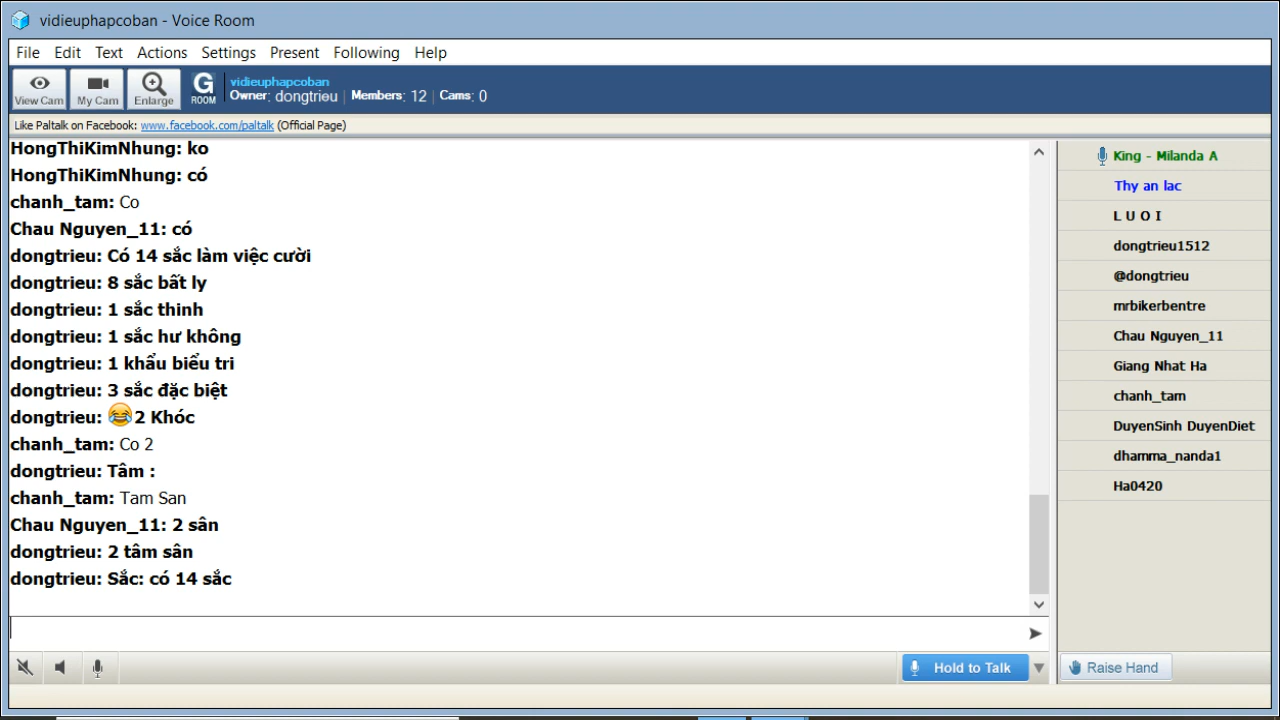 vidieuphapcoban - Voice Room
File Edit Text Actions Settings Present Following Help
View Cam My Cam Enlarge G ROOM vidieuphapcoban
Owner: dongtrieu Members: 12 Cams: 0
Like Paltalk on Facebook: www.facebook.com/paltalk (Official Page)
HongThiKimNhung: ko
HongThiKimNhung: có
chanh_tam: Co
Chau Nguyen_11: có
dongtrieu: Có 14 sắc làm việc cười
dongtrieu: 8 sắc bất ly
dongtrieu: 1 sắc thinh
dongtrieu: 1 sắc hư không
dongtrieu: 1 khẩu biểu tri
dongtrieu: 3 sắc đặc biệt
dongtrieu: 😂2 Khóc
chanh_tam: Co 2
dongtrieu: Tâm :
chanh_tam: Tam San
Chau Nguyen_11: 2 sân
dongtrieu: 2 tâm sân
dongtrieu: Sắc: có 14 sắc
King - Milanda A
Thy an lac
L U O I
dongtrieu1512
@dongtrieu
mrbikerbentre
Chau Nguyen_11
Giang Nhat Ha
chanh_tam
DuyenSinh DuyenDiet
dhamma_nanda1
Ha0420
Hold to Talk
Raise Hand